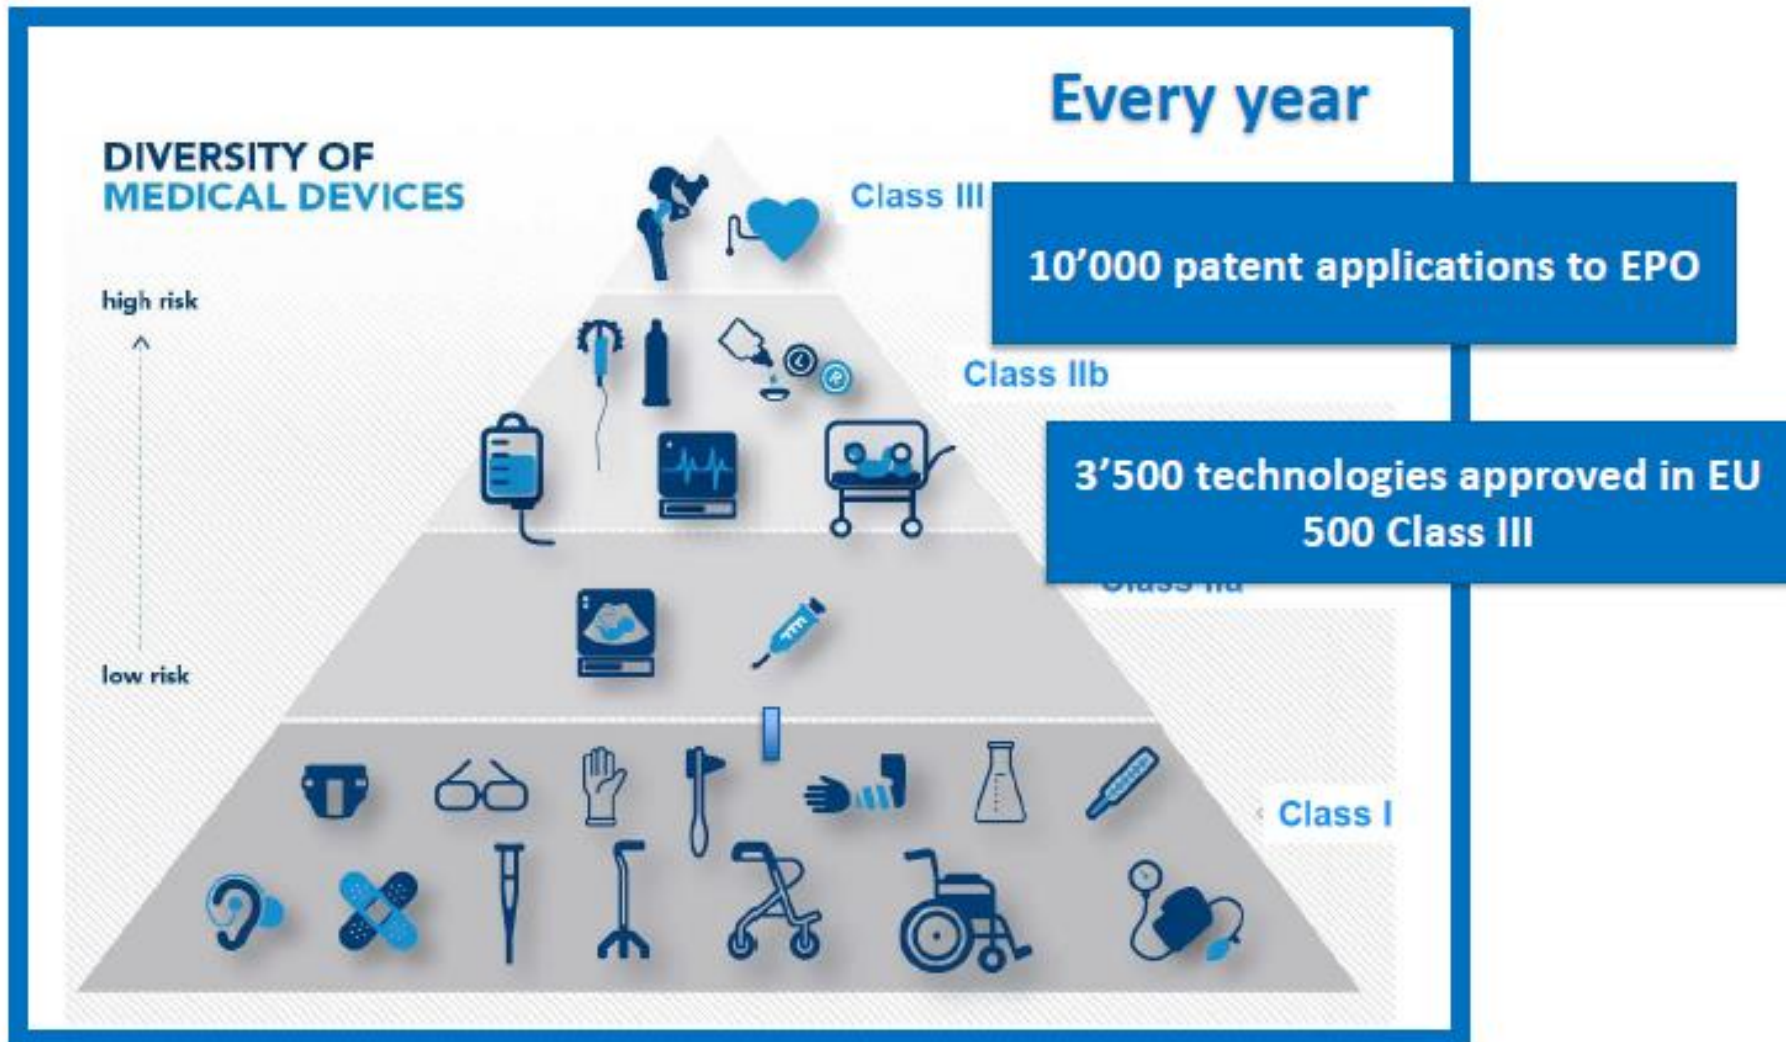 Every year
DIVERSITY OF
MEDICAL DEVICES
Class III
10’000 patent applications to EPO
high risk
L
R
Class IIb
3’500 technologies approved in EU
500 Class III
low risk
Class I